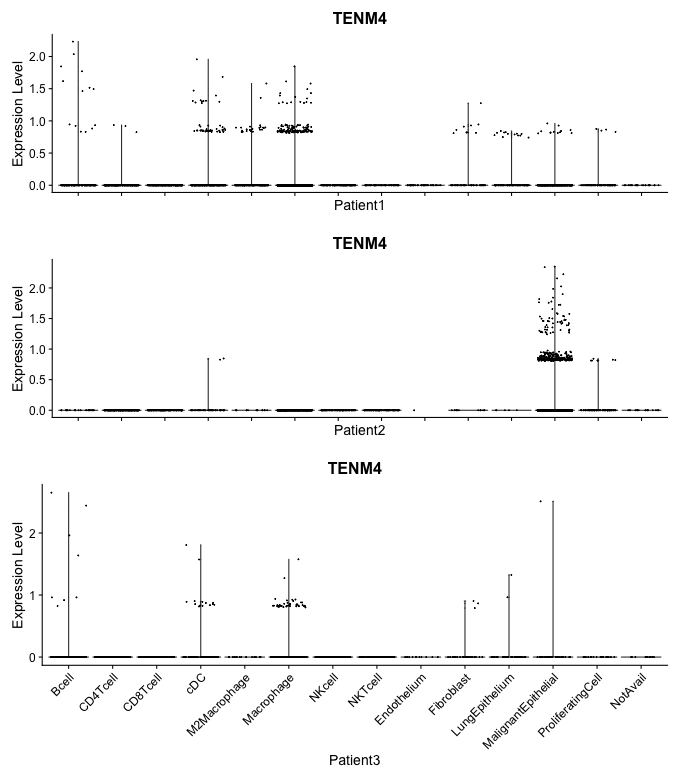 TENM4
Expression Level
2.0
1.5
1.0
0.5
0.0
Patient1
TENM4
Expression Level
2.0
1.5
1.0
0.5
0.0
Patient2
TENM4
Expression Level
2
1
0
Bcell
CD4Tcell
CD8Tcell
cDC
M2Macrophage
Macrophage
NKcell
NKTcell
Endothelium
Fibroblast
LungEpithelium
MalignantEpithelial
ProliferatingCell
NotAvail
Patient3